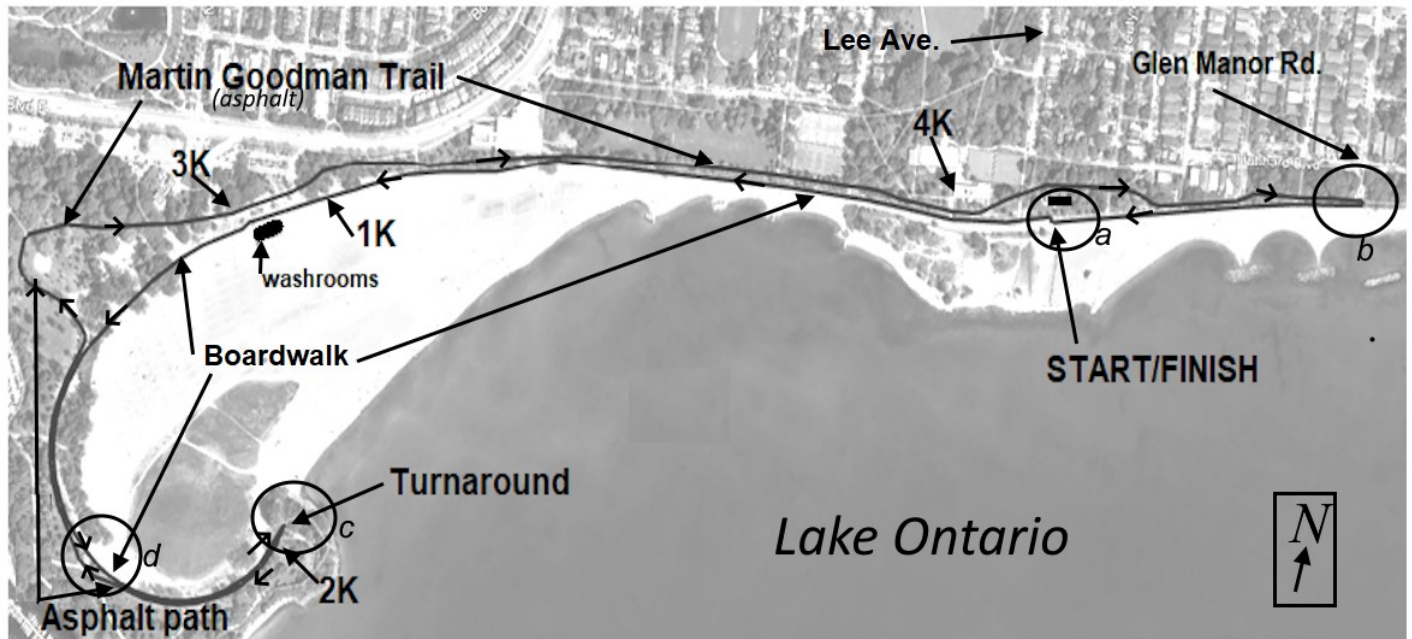 Lee Ave.
Glen Manor Rd.
Martin Goodman Trail
(asphalt)
4K
3K
1K
a
b
washrooms
Boardwalk
START/FINISH
Turnaround
c
d
2K
Lake Ontario
N
Asphalt path